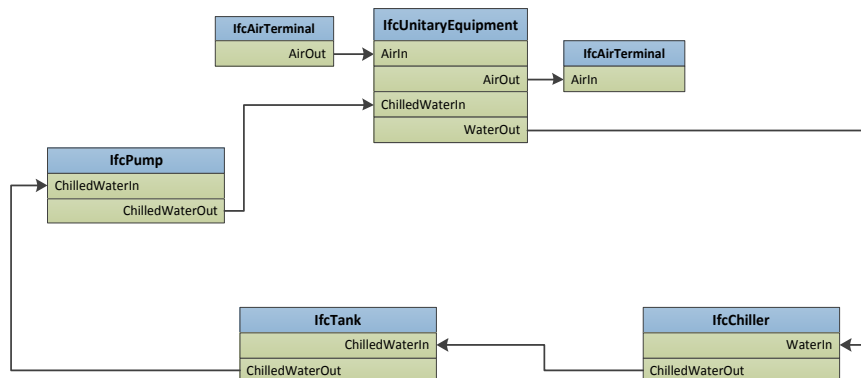 IfcAirTerminal
AirOut
IfcUnitaryEquipment
AirIn
AirOut
ChilledWaterIn
WaterOut
IfcAirTerminal
AirIn
IfcPump
ChilledWaterIn
ChilledWaterOut
IfcTank
ChilledWaterIn
ChilledWaterOut
IfcChiller
WaterIn
ChilledWaterOut